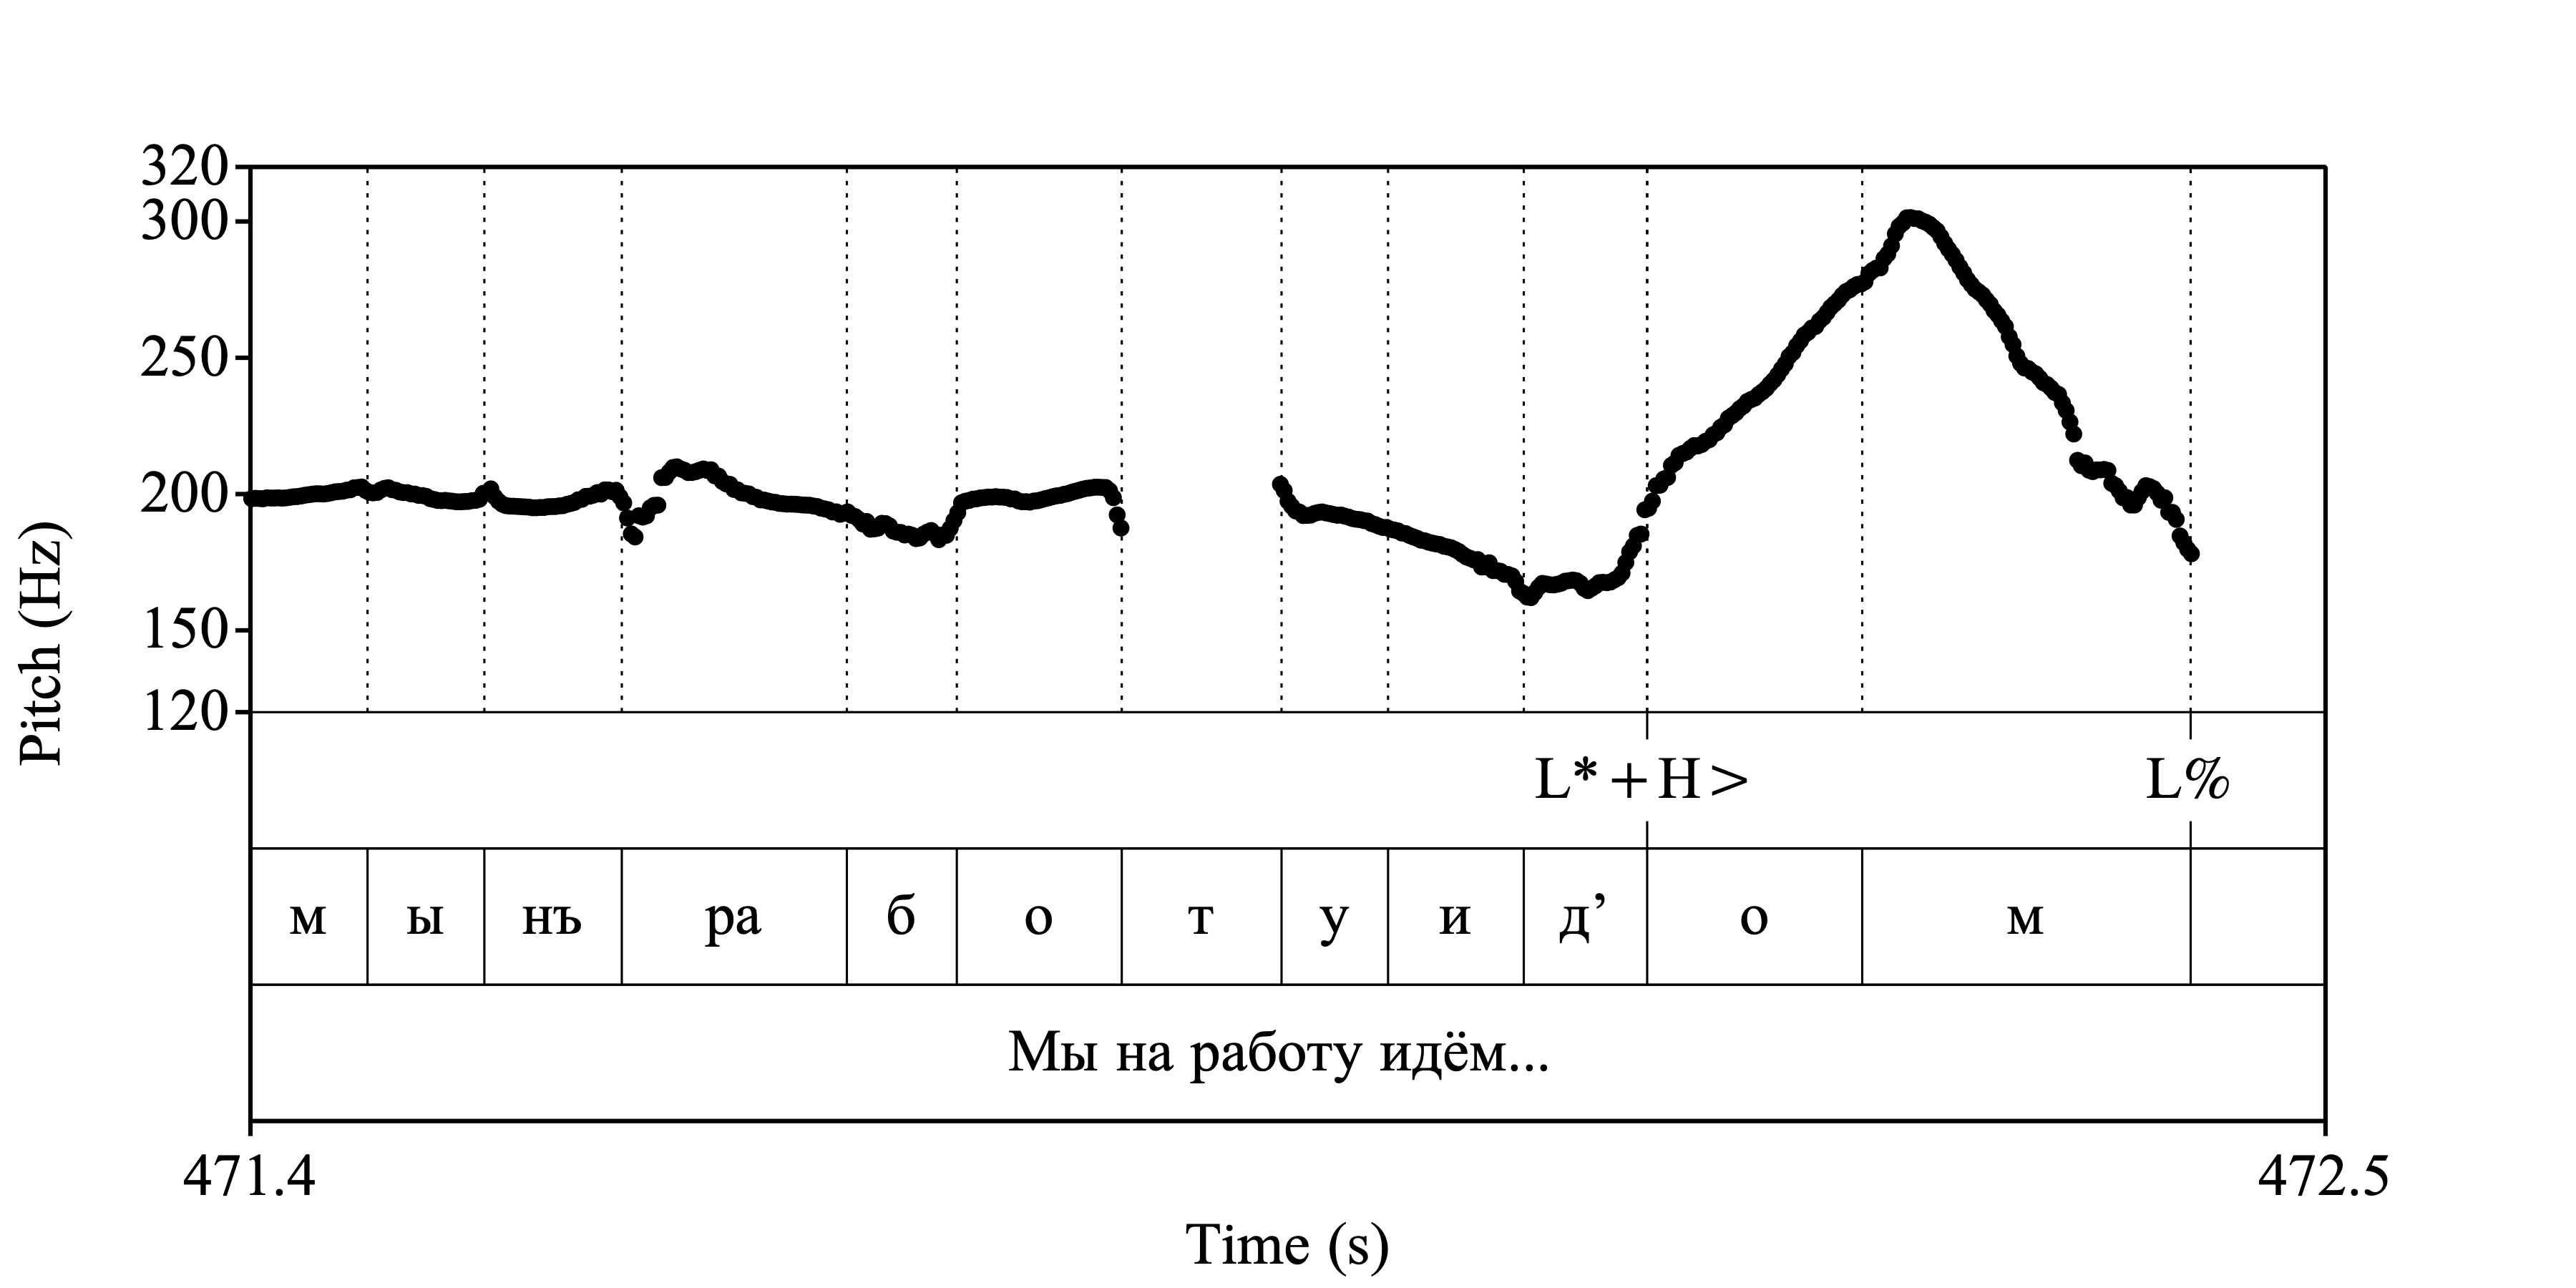 320
300
250
200
150
120
Pitch (Hz)
L*+H> L%
м ы нъ ра б о т у и д’ о м
Мы на работу идём...
471.4 472.5
Time (s)